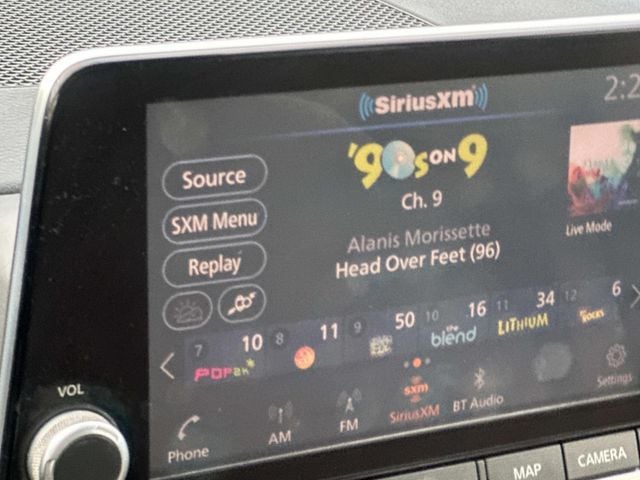 SiriusXM
2:2
'90s ON 9
Source
Ch. 9
SXM Menu
Alanis Morissette
Live Mode
Replay
Head Over Feet (96)
7 10 8 11 9 50 10 16 11 34 12 6
POP2K the blend LITHIUM ROCKS
sxm
Phone AM FM SiriusXM BT Audio Settings
VOL
MAP CAMERA